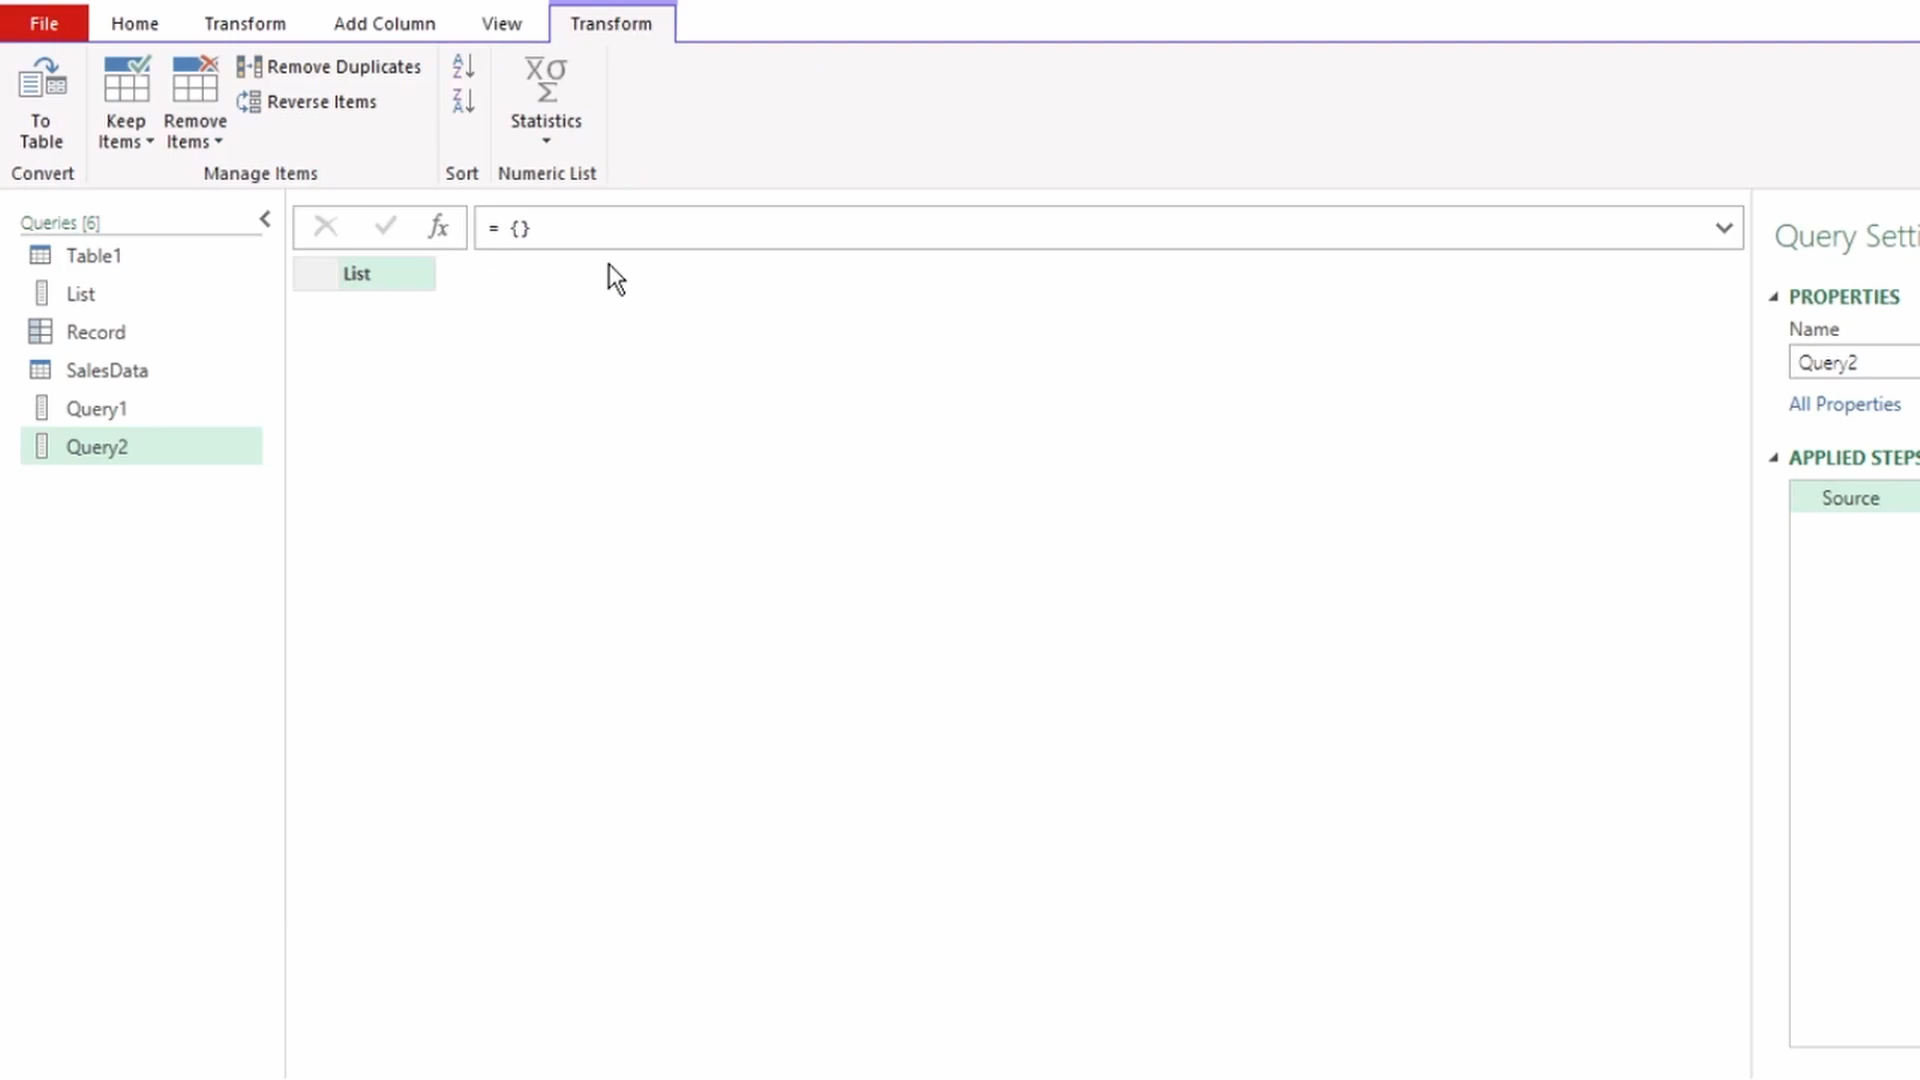 File Home Transform Add Column View Transform
To Table
Keep Items
Remove Items
Remove Duplicates
Reverse Items
A Z
Z A
X̅σ Σ
Statistics
Convert Manage Items Sort Numeric List
Queries [6]
fx
= {}
List
Table1
List
Record
SalesData
Query1
Query2
Query Setti
PROPERTIES
Name
Query2
All Properties
APPLIED STEPS
Source